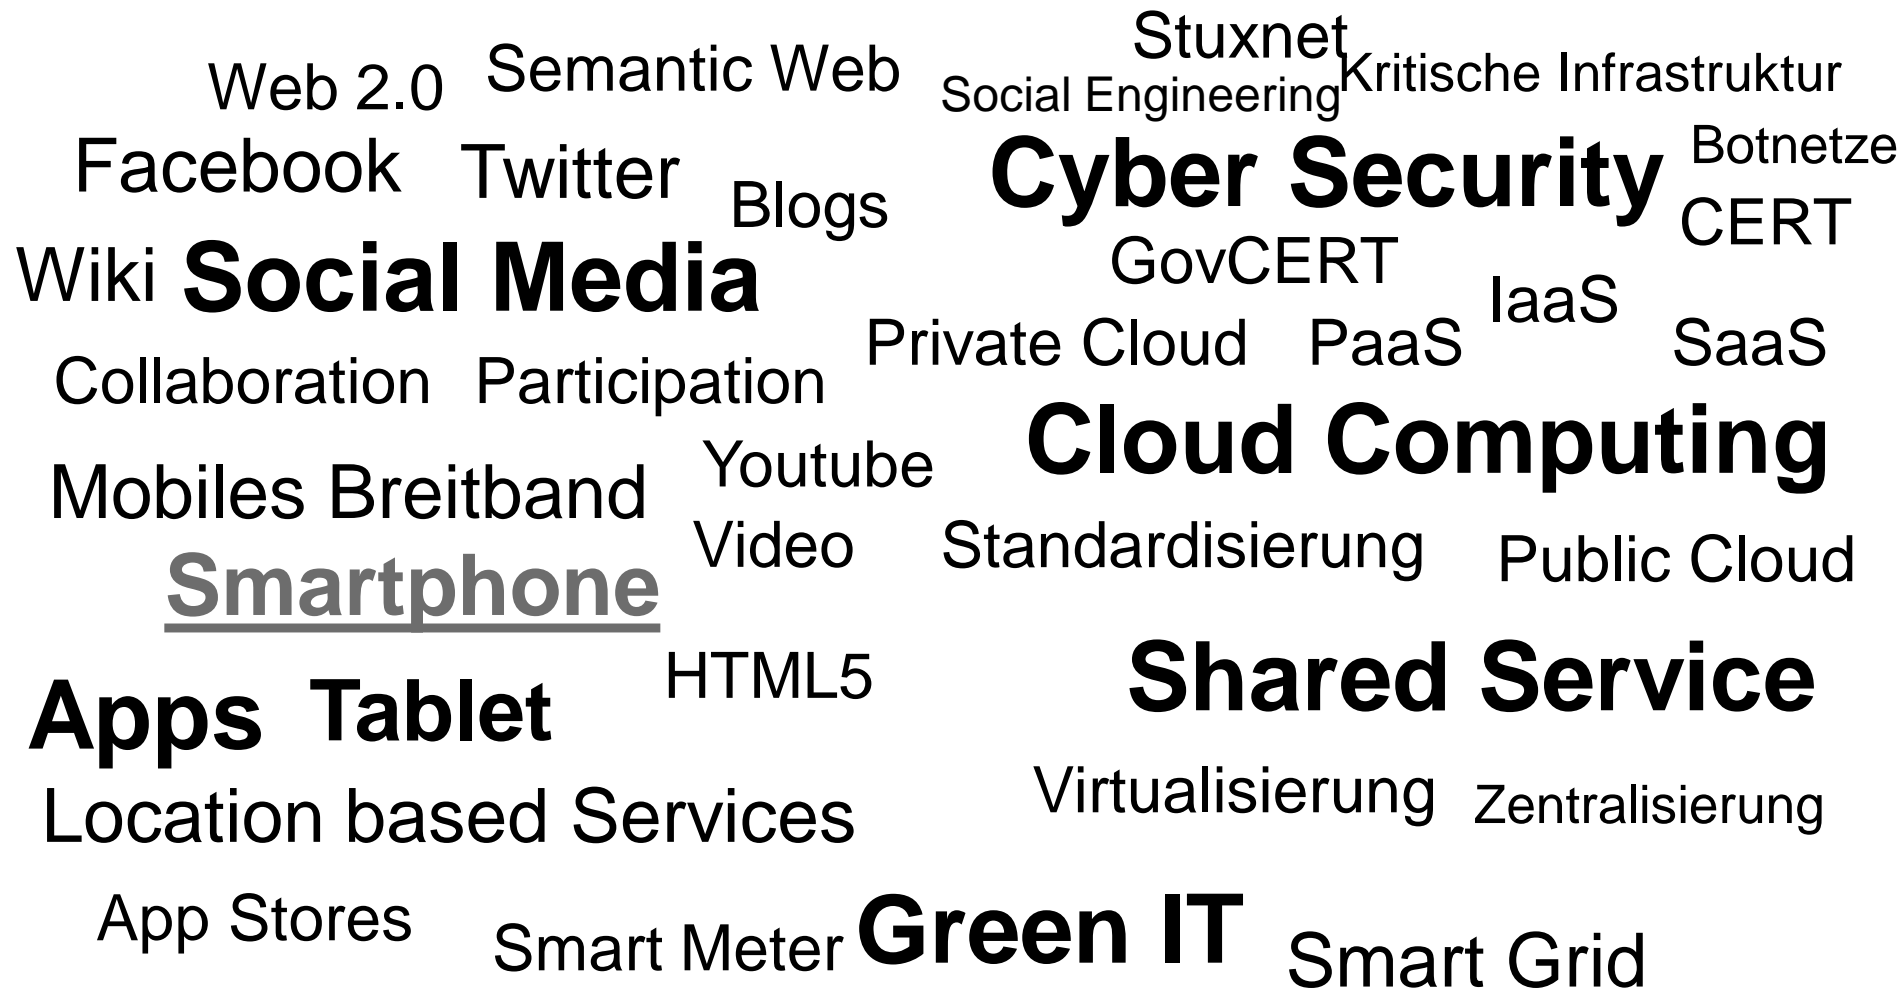 Stuxnet
Web 2.0
Semantic Web
Social Engineering
Kritische Infrastruktur
Facebook
Twitter
Blogs
Cyber Security
Botnetze
CERT
Wiki
Social Media
GovCERT
IaaS
Private Cloud
PaaS
SaaS
Collaboration
Participation
Cloud Computing
Mobiles Breitband
Youtube
Video
Standardisierung
Public Cloud
Smartphone
HTML5
Shared Service
Apps
Tablet
Location based Services
Virtualisierung
Zentralisierung
App Stores
Smart Meter
Green IT
Smart Grid